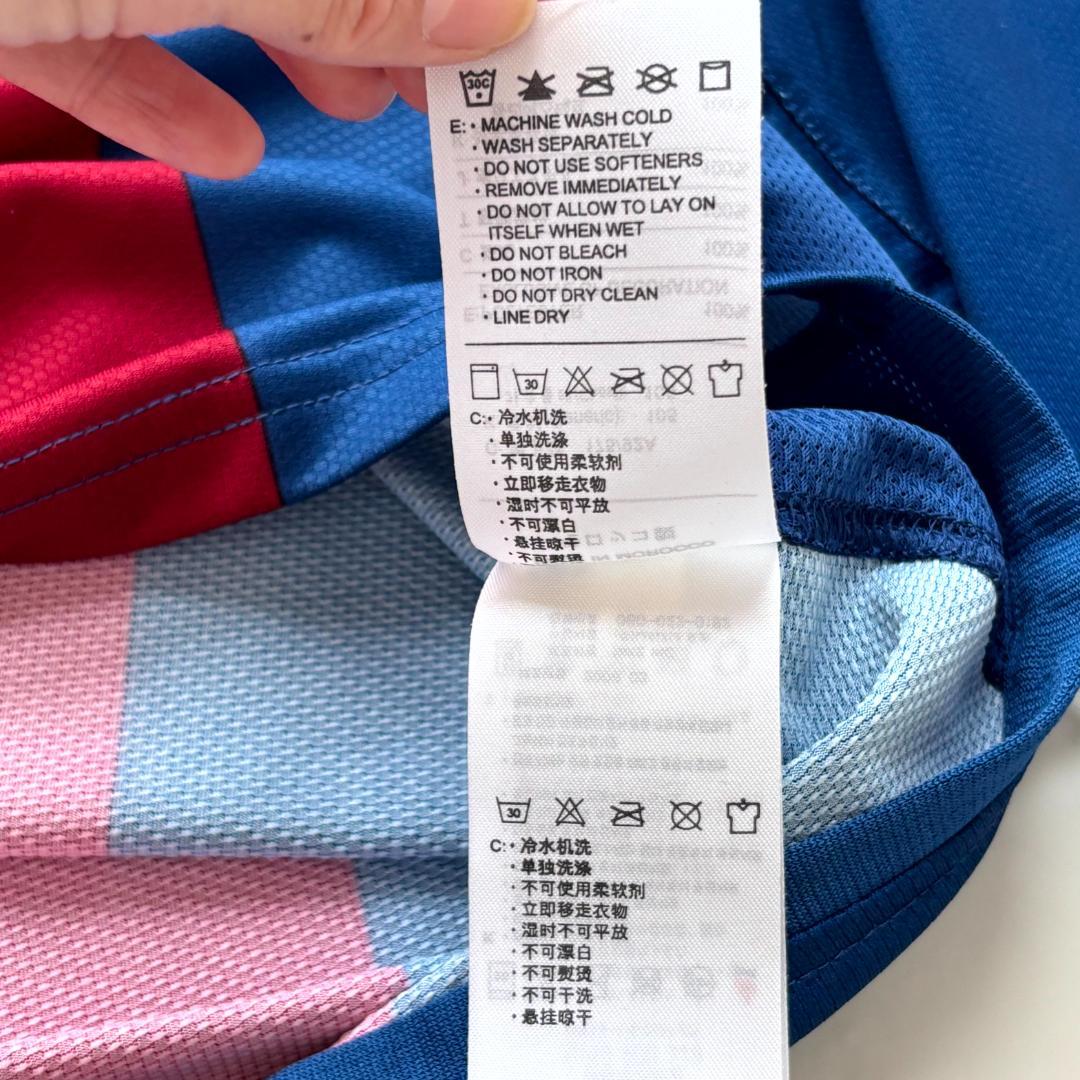 30C
E: • MACHINE WASH COLD
• WASH SEPARATELY
• DO NOT USE SOFTENERS
• REMOVE IMMEDIATELY
• DO NOT ALLOW TO LAY ON
ITSELF WHEN WET
• DO NOT BLEACH
• DO NOT IRON
• DO NOT DRY CLEAN
• LINE DRY
30
C: • 冷水机洗
• 单独洗涤
• 不可使用柔软剂
• 立即移走衣物
• 湿时不可平放
• 不可漂白
• 悬挂晾干
• 不可熨烫
30
C: • 冷水机洗
• 单独洗涤
• 不可使用柔软剂
• 立即移走衣物
• 湿时不可平放
• 不可漂白
• 不可熨烫
• 不可干洗
• 悬挂晾干